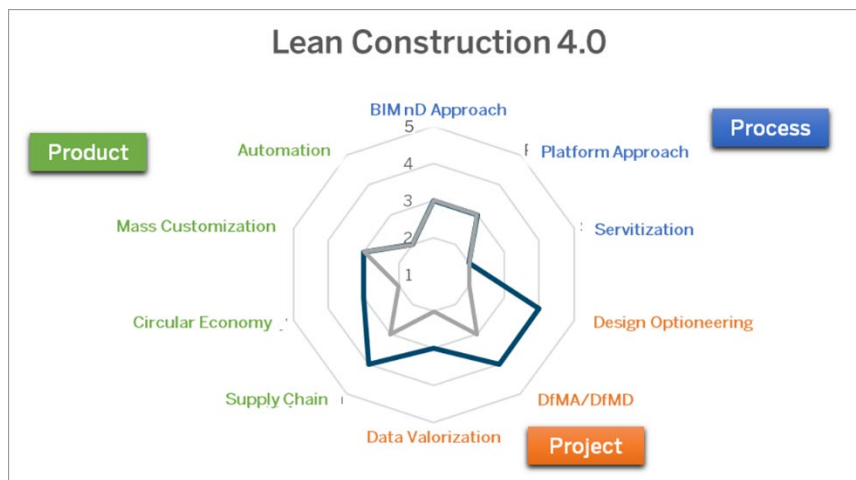 Lean Construction 4.0
BIM nD Approach
Process
Product
Automation
Platform Approach
5
4
3
2
1
Mass Customization
Servitization
Circular Economy
Design Optioneering
Supply Chain
DfMA/DfMD
Data Valorization
Project